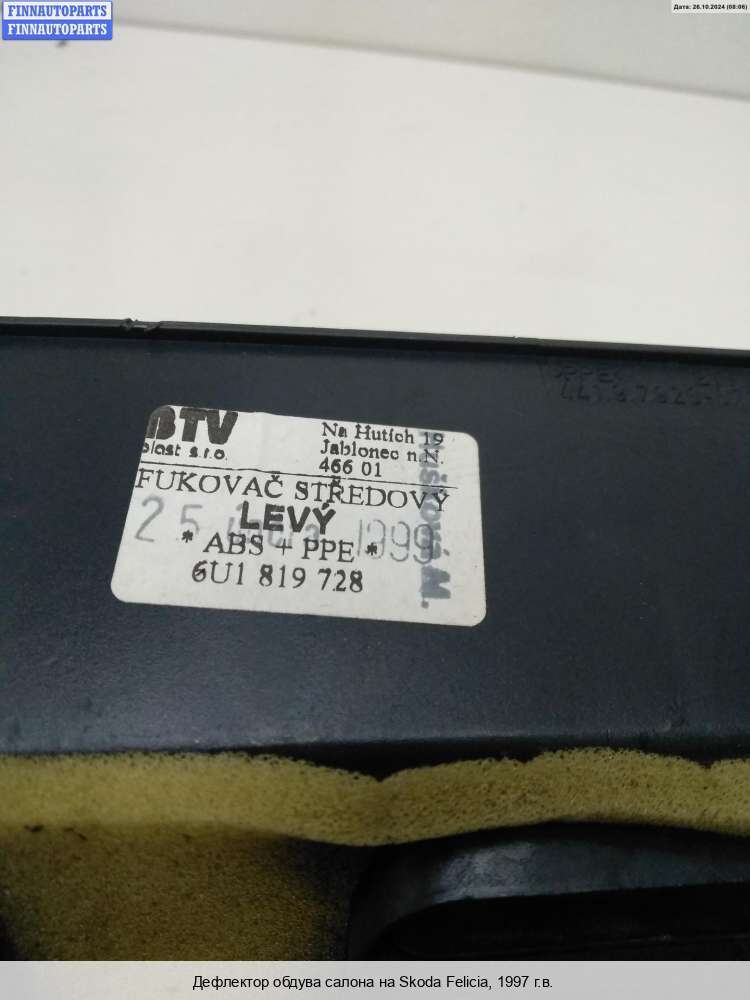 FINNAUTOPARTS
FINNAUTOPARTS
Дата: 26.10.2024 (08:06)
BTV
plast s.r.o.
Na Hutích 19
Jablonec n.N.
466 01
FUKOVAČ STŘEDOVÝ
LEVÝ
25 1999
* ABS + PPE *
6U1 819 728
M.
Дефлектор обдува салона на Skoda Felicia, 1997 г.в.